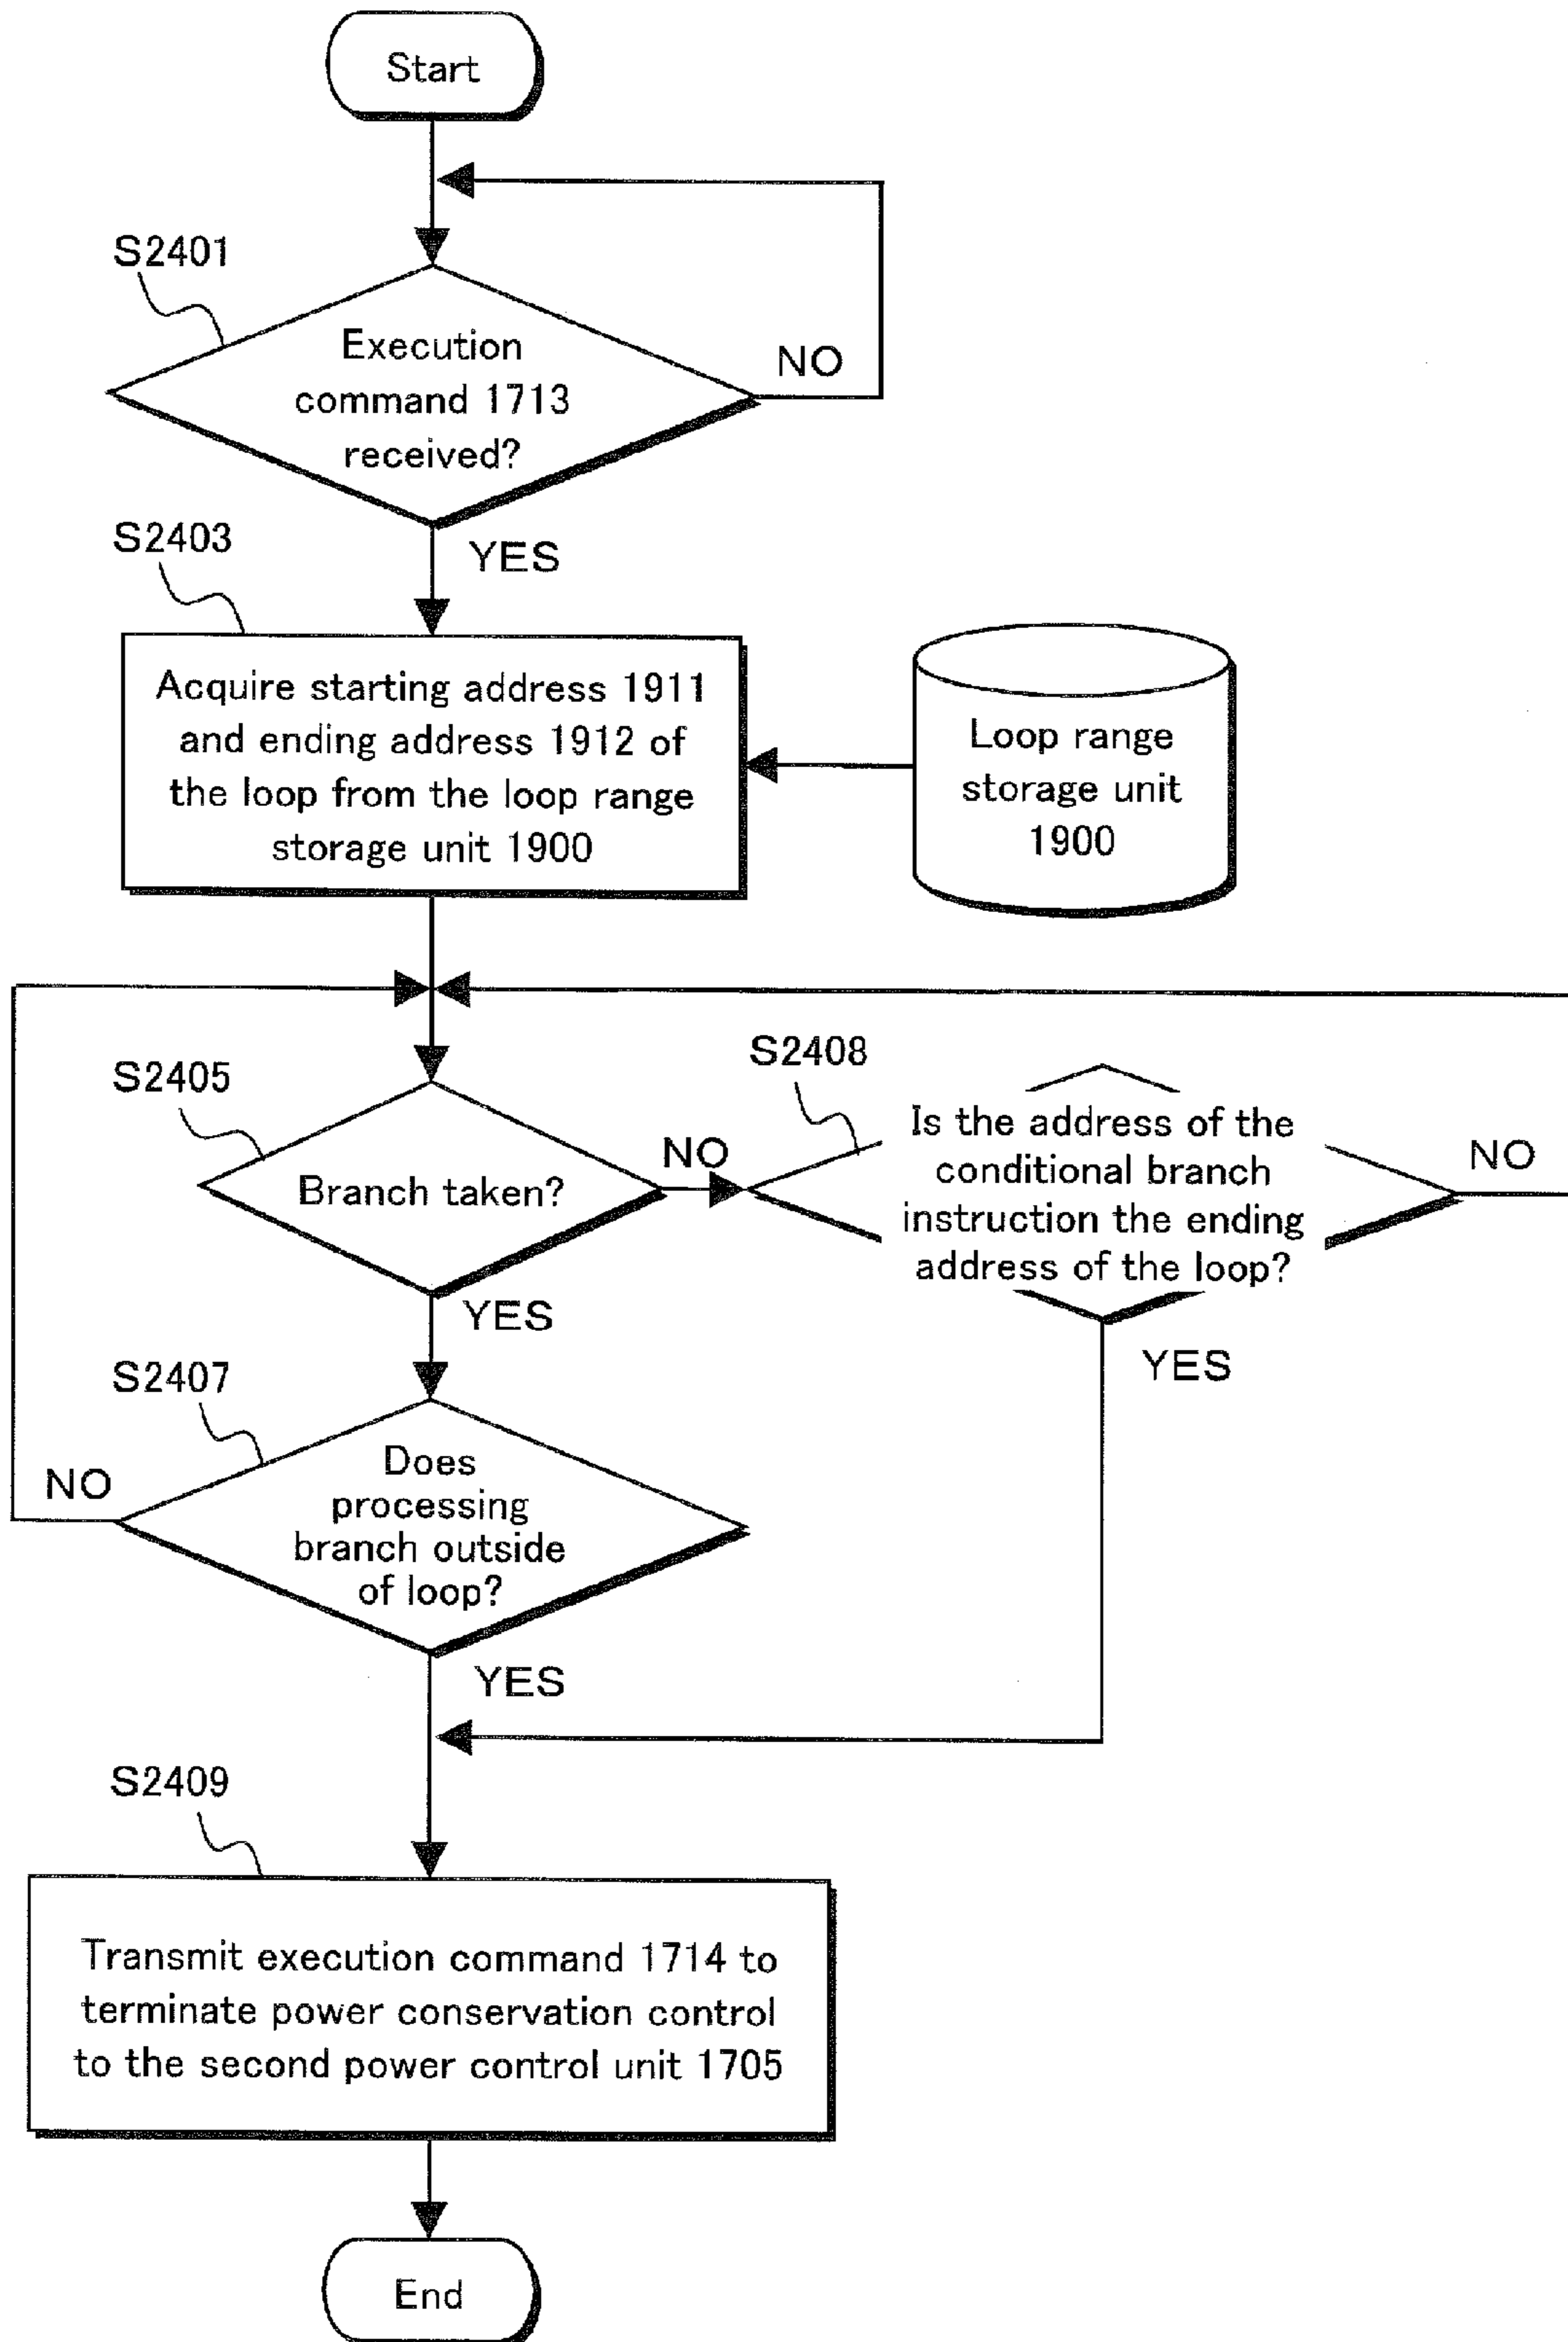 Start
S2401
Execution
command 1713
received?
NO
YES
S2403
Acquire starting address 1911
and ending address 1912 of
the loop from the loop range
storage unit 1900
Loop range
storage unit
1900
S2405
Branch taken?
NO
S2408
Is the address of the
conditional branch
instruction the ending
address of the loop?
NO
YES
YES
S2407
Does
processing
branch outside
of loop?
NO
YES
S2409
Transmit execution command 1714 to
terminate power conservation control
to the second power control unit 1705
End